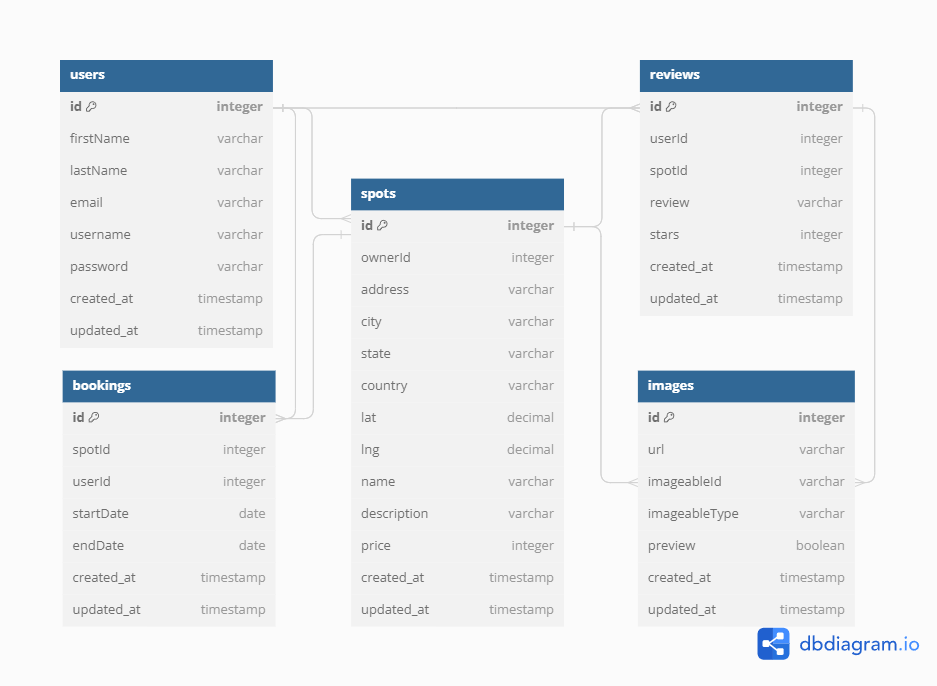 users
id integer
firstName varchar
lastName varchar
email varchar
username varchar
password varchar
created_at timestamp
updated_at timestamp
bookings
id integer
spotId integer
userId integer
startDate date
endDate date
created_at timestamp
updated_at timestamp
spots
id integer
ownerId integer
address varchar
city varchar
state varchar
country varchar
lat decimal
lng decimal
name varchar
description varchar
price integer
created_at timestamp
updated_at timestamp
reviews
id integer
userId integer
spotId integer
review varchar
stars integer
created_at timestamp
updated_at timestamp
images
id integer
url varchar
imageableId varchar
imageableType varchar
preview boolean
created_at timestamp
updated_at timestamp
dbdiagram.io